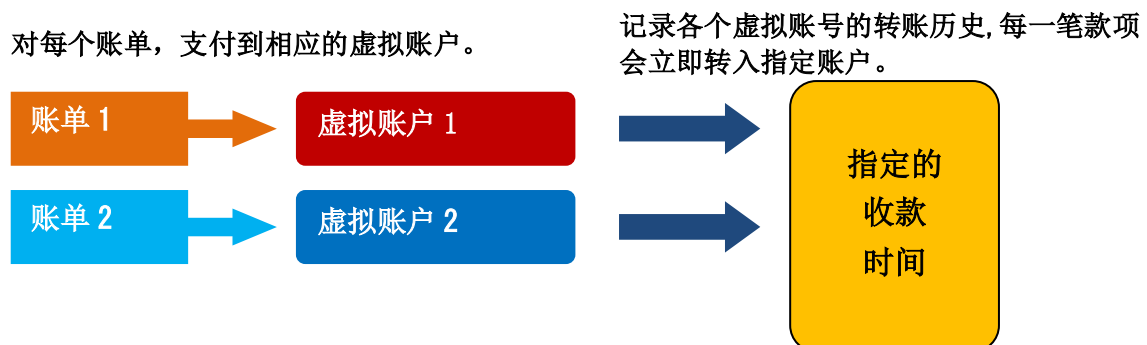 对每个账单，支付到相应的虚拟账户。
记录各个虚拟账号的转账历史,每一笔款项
会立即转入指定账户。
账单 1
虚拟账户 1
账单 2
虚拟账户 2
指定的
收款
时间